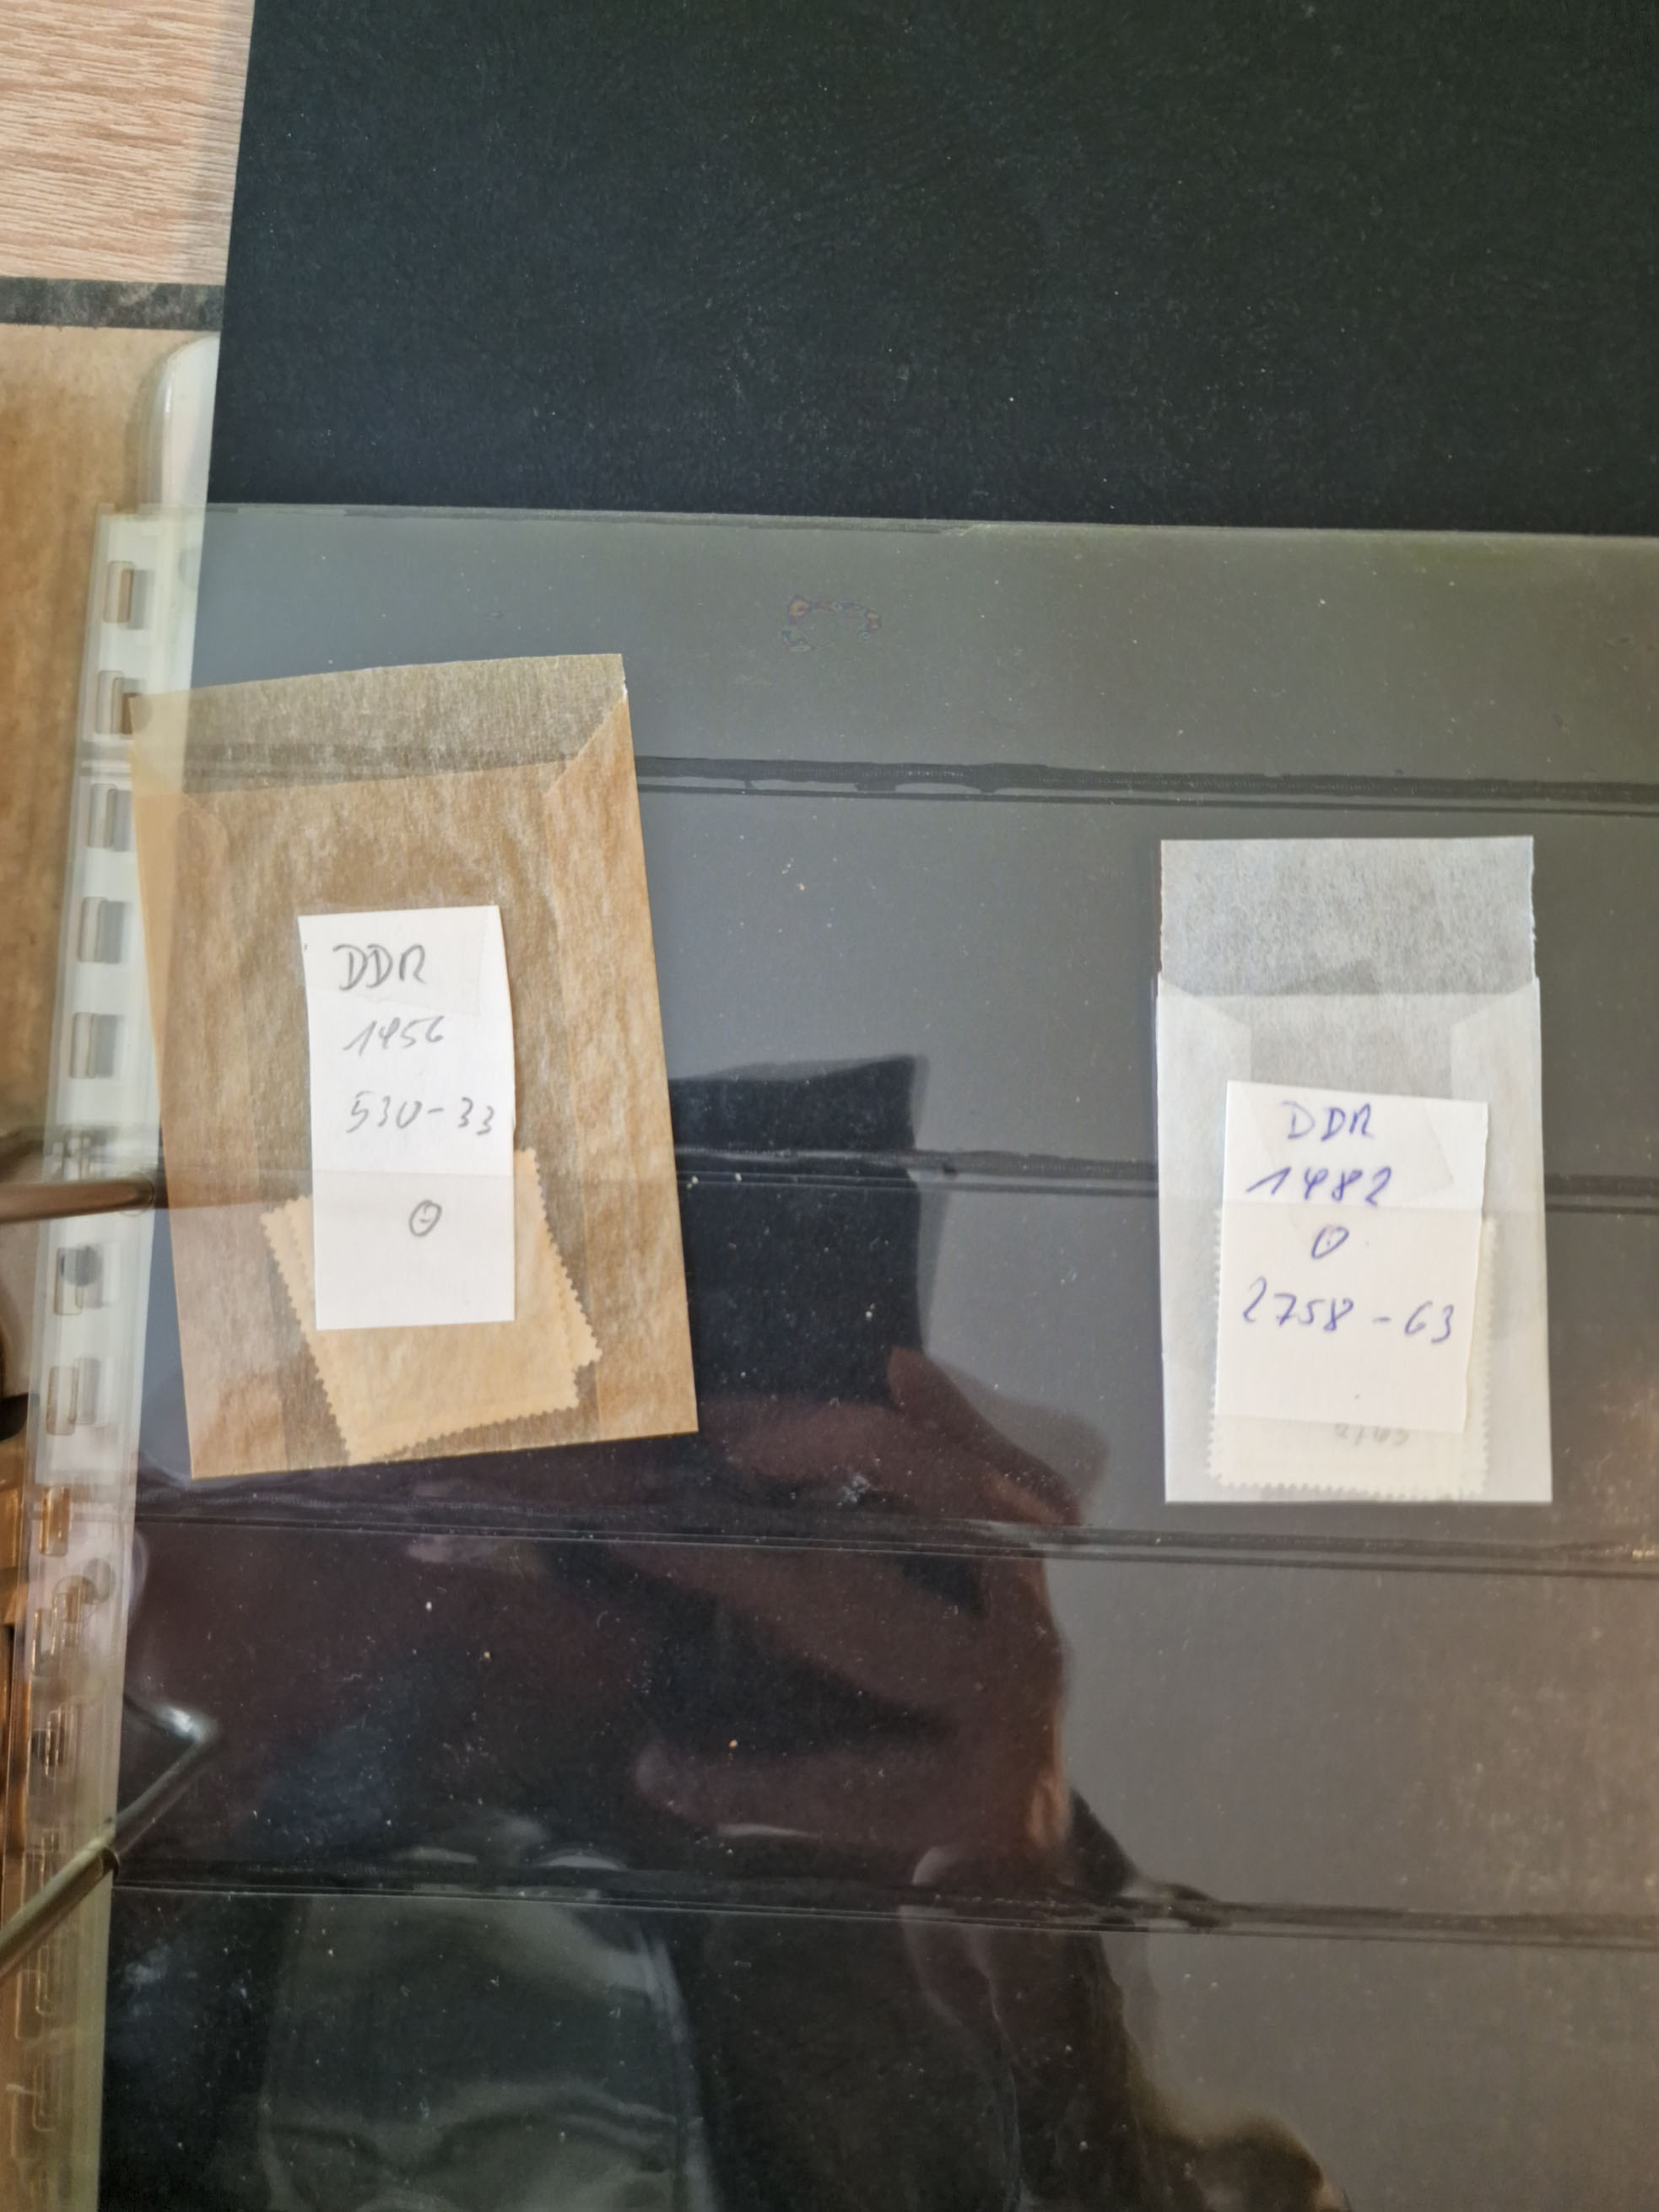 DDR
1956
530-33
⊙
DDR
1982
⊙
2758 - 63